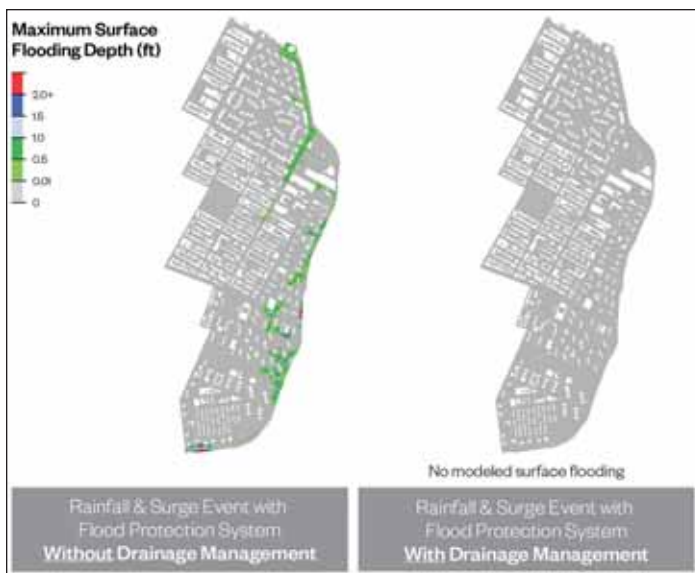 Maximum Surface
Flooding Depth (ft)
2.0+
1.5
1.0
0.5
0.01
0
No modeled surface flooding
Rainfall & Surge Event with
Flood Protection System
Without Drainage Management
Rainfall & Surge Event with
Flood Protection System
With Drainage Management